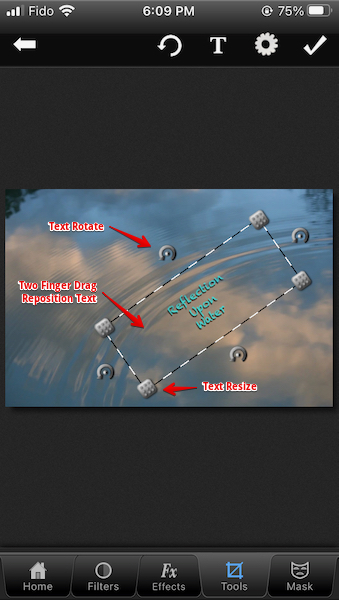 Fido
6:09 PM
75%
T
Text Rotate
Two Finger Drag
Reposition Text
Reflection
Upon
Water
Text Resize
Fx
Home
Filters
Effects
Tools
Mask